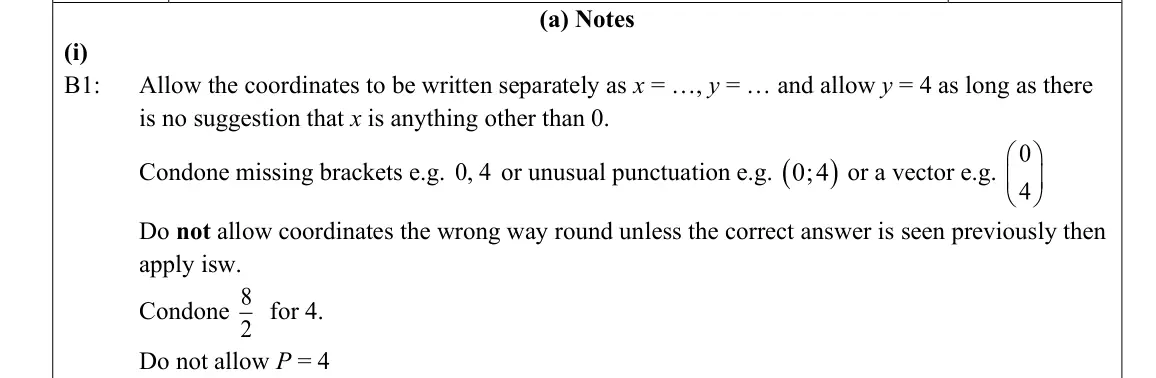 (a) Notes
(i)
B1: Allow the coordinates to be written separately as x = …, y = … and allow y = 4 as long as there
is no suggestion that x is anything other than 0.
Condone missing brackets e.g. 0, 4 or unusual punctuation e.g. (0;4) or a vector e.g. (0
4)
Do not allow coordinates the wrong way round unless the correct answer is seen previously then
apply isw.
Condone 8/2 for 4.
Do not allow P = 4